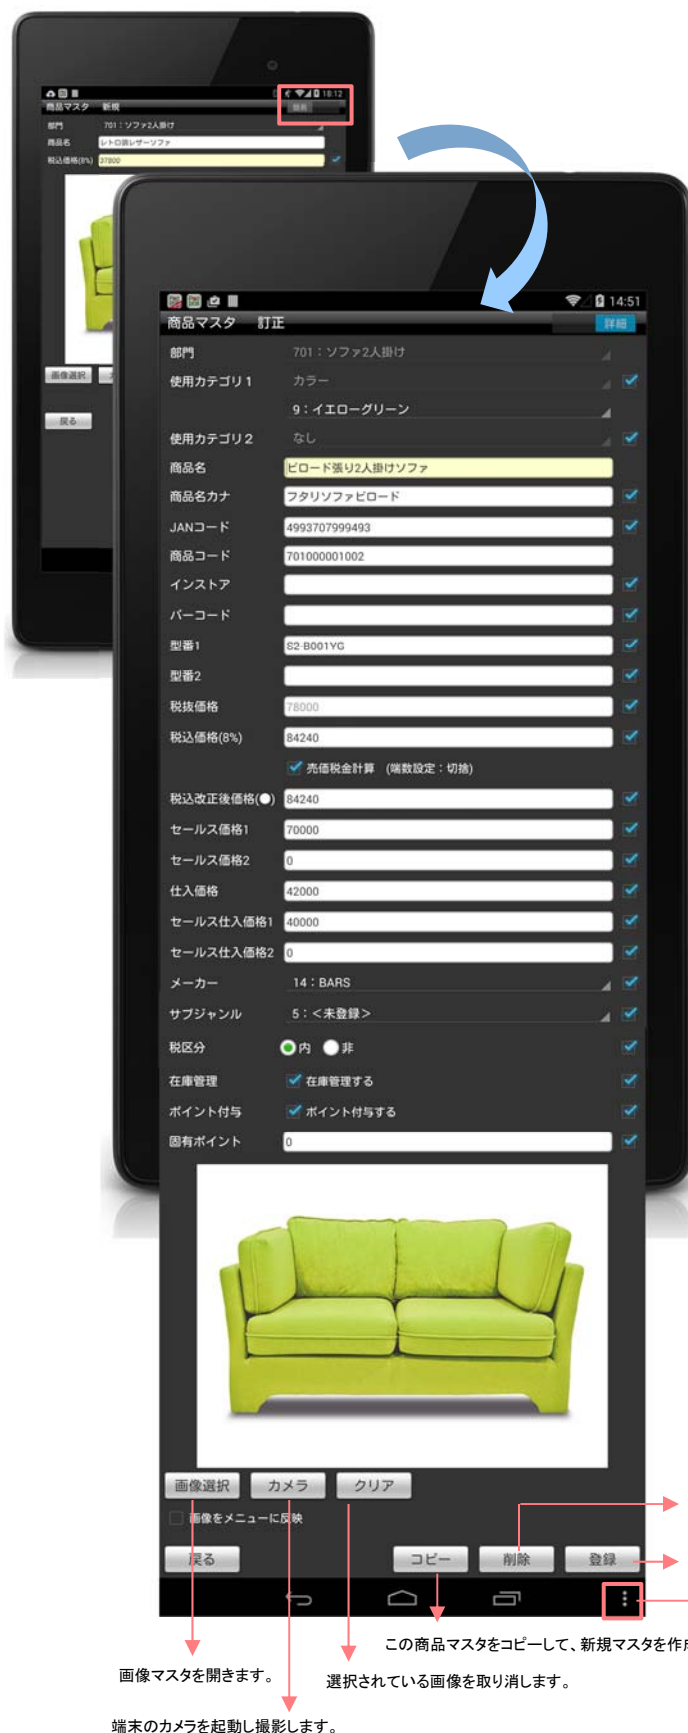 18:12
商品マスタ 新規 簡易
部門 701：ソファ2人掛け
商品名 レトロ調レザーソファ
税込価格(8%) 37800
画像選択
戻る
14:51
商品マスタ 訂正 詳細
部門 701：ソファ2人掛け
使用カテゴリ1 カラー
9：イエローグリーン
使用カテゴリ2 なし
商品名 ビロード張り2人掛けソファ
商品名カナ フタリソファビロード
JANコード 4993707999493
商品コード 701000001002
インストア
バーコード
型番1 S2-B001YG
型番2
税抜価格 78000
税込価格(8%) 84240
売価税金計算 (端数設定：切捨)
税込改正後価格(●) 84240
セールス価格1 70000
セールス価格2 0
仕入価格 42000
セールス仕入価格1 40000
セールス仕入価格2 0
メーカー 14：BARS
サブジャンル 5：＜未登録＞
税区分 内 非
在庫管理 在庫管理する
ポイント付与 ポイント付与する
固有ポイント 0
画像選択 カメラ クリア
画像をメニューに反映
戻る コピー 削除 登録
この商品マスタをコピーして、新規マスタを作成
画像マスタを開きます。
選択されている画像を取り消します。
端末のカメラを起動し撮影します。